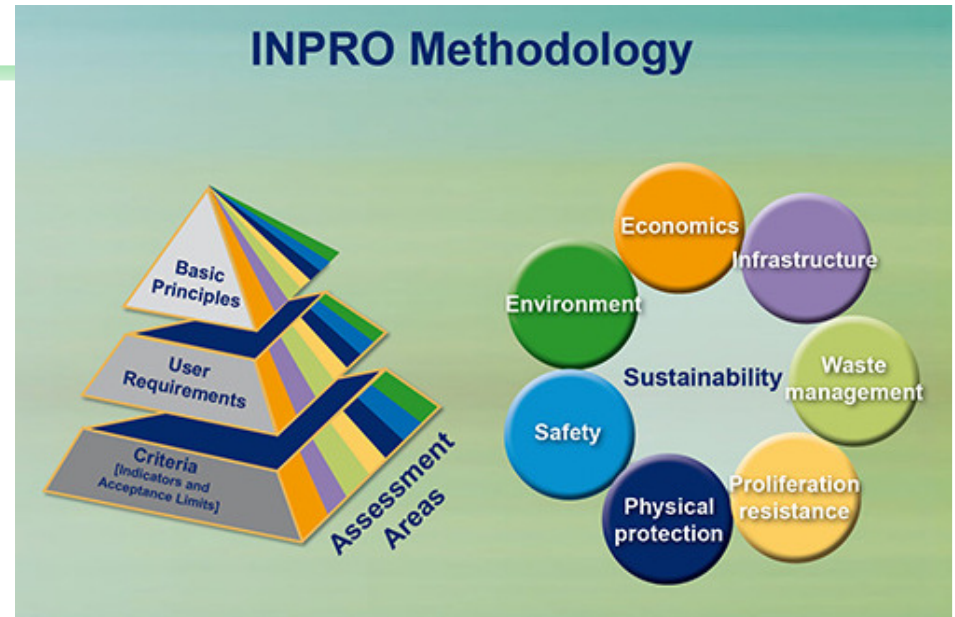 INPRO Methodology
Basic
Principles
User
Requirements
Criteria
[Indicators and
Acceptance Limits]
Assessment
Areas
Economics
Infrastructure
Environment
Sustainability
Waste
management
Safety
Proliferation
resistance
Physical
protection